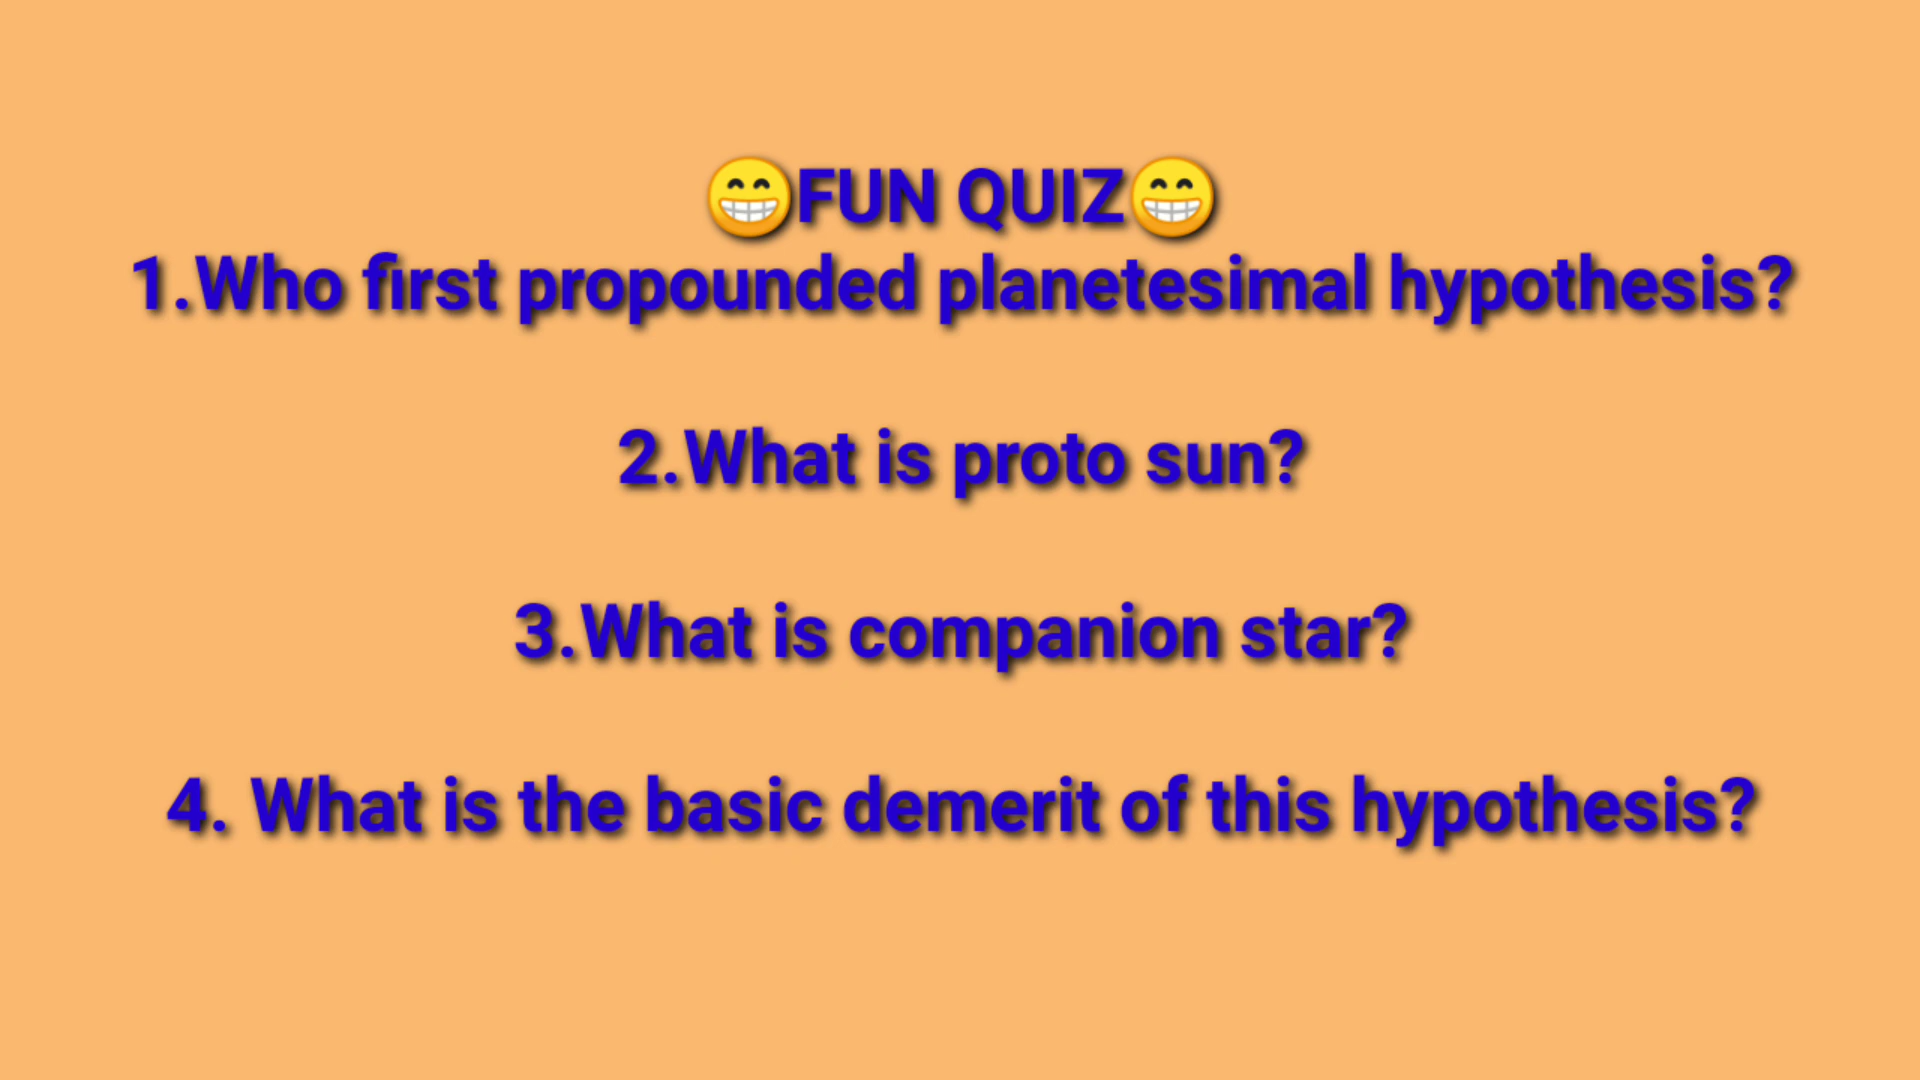 😁FUN QUIZ😁
1.Who first propounded planetesimal hypothesis?
2.What is proto sun?
3.What is companion star?
4. What is the basic demerit of this hypothesis?